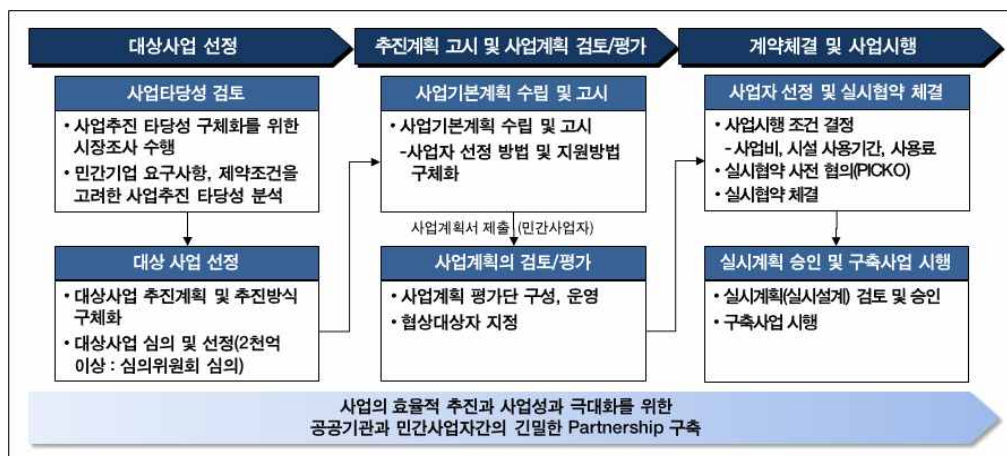 대상사업 선정
추진계획 고시 및 사업계획 검토/평가
계약체결 및 사업시행
사업타당성 검토
• 사업추진 타당성 구체화를 위한
시장조사 수행
• 민간기업 요구사항, 제약조건을
고려한 사업추진 타당성 분석
대상 사업 선정
• 대상사업 추진계획 및 추진방식
구체화
• 대상사업 심의 및 선정(2천억
이상 : 심의위원회 심의)
사업기본계획 수립 및 고시
• 사업기본계획 수립 및 고시
-사업자 선정 방법 및 지원방법
구체화
사업계획서 제출 (민간사업자)
사업계획의 검토/평가
• 사업계획 평가단 구성, 운영
• 협상대상자 지정
사업자 선정 및 실시협약 체결
• 사업시행 조건 결정
-사업비, 시설 사용기간, 사용료
• 실시협약 사전 협의(PICKO)
• 실시협약 체결
실시계획 승인 및 구축사업 시행
• 실시계획(실시설계) 검토 및 승인
• 구축사업 시행
사업의 효율적 추진과 사업성과 극대화를 위한
공공기관과 민간사업자간의 긴밀한 Partnership 구축